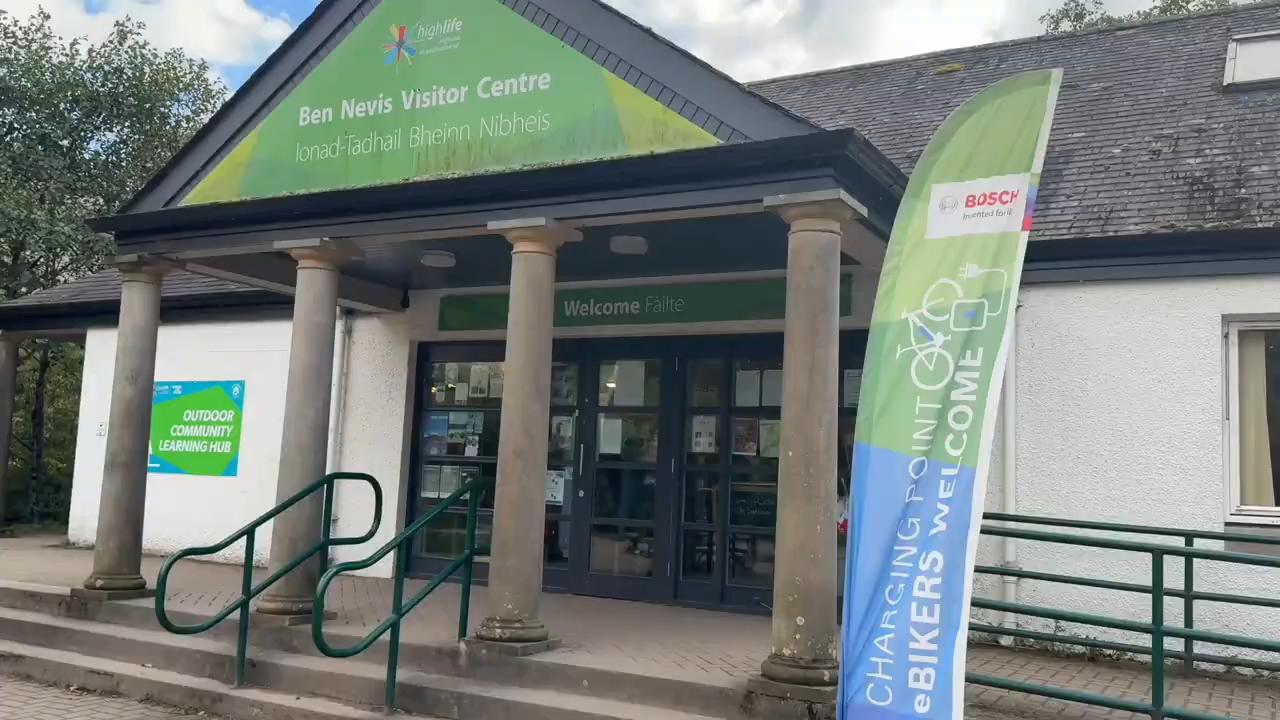 highlife
Ben Nevis Visitor Centre
Ionad-Tadhail Bheinn Nibheis
Welcome Fàilte
OUTDOOR
COMMUNITY
LEARNING HUB
BOSCH
Invented for
CHARGING POINT
eBIKERS WELCOME